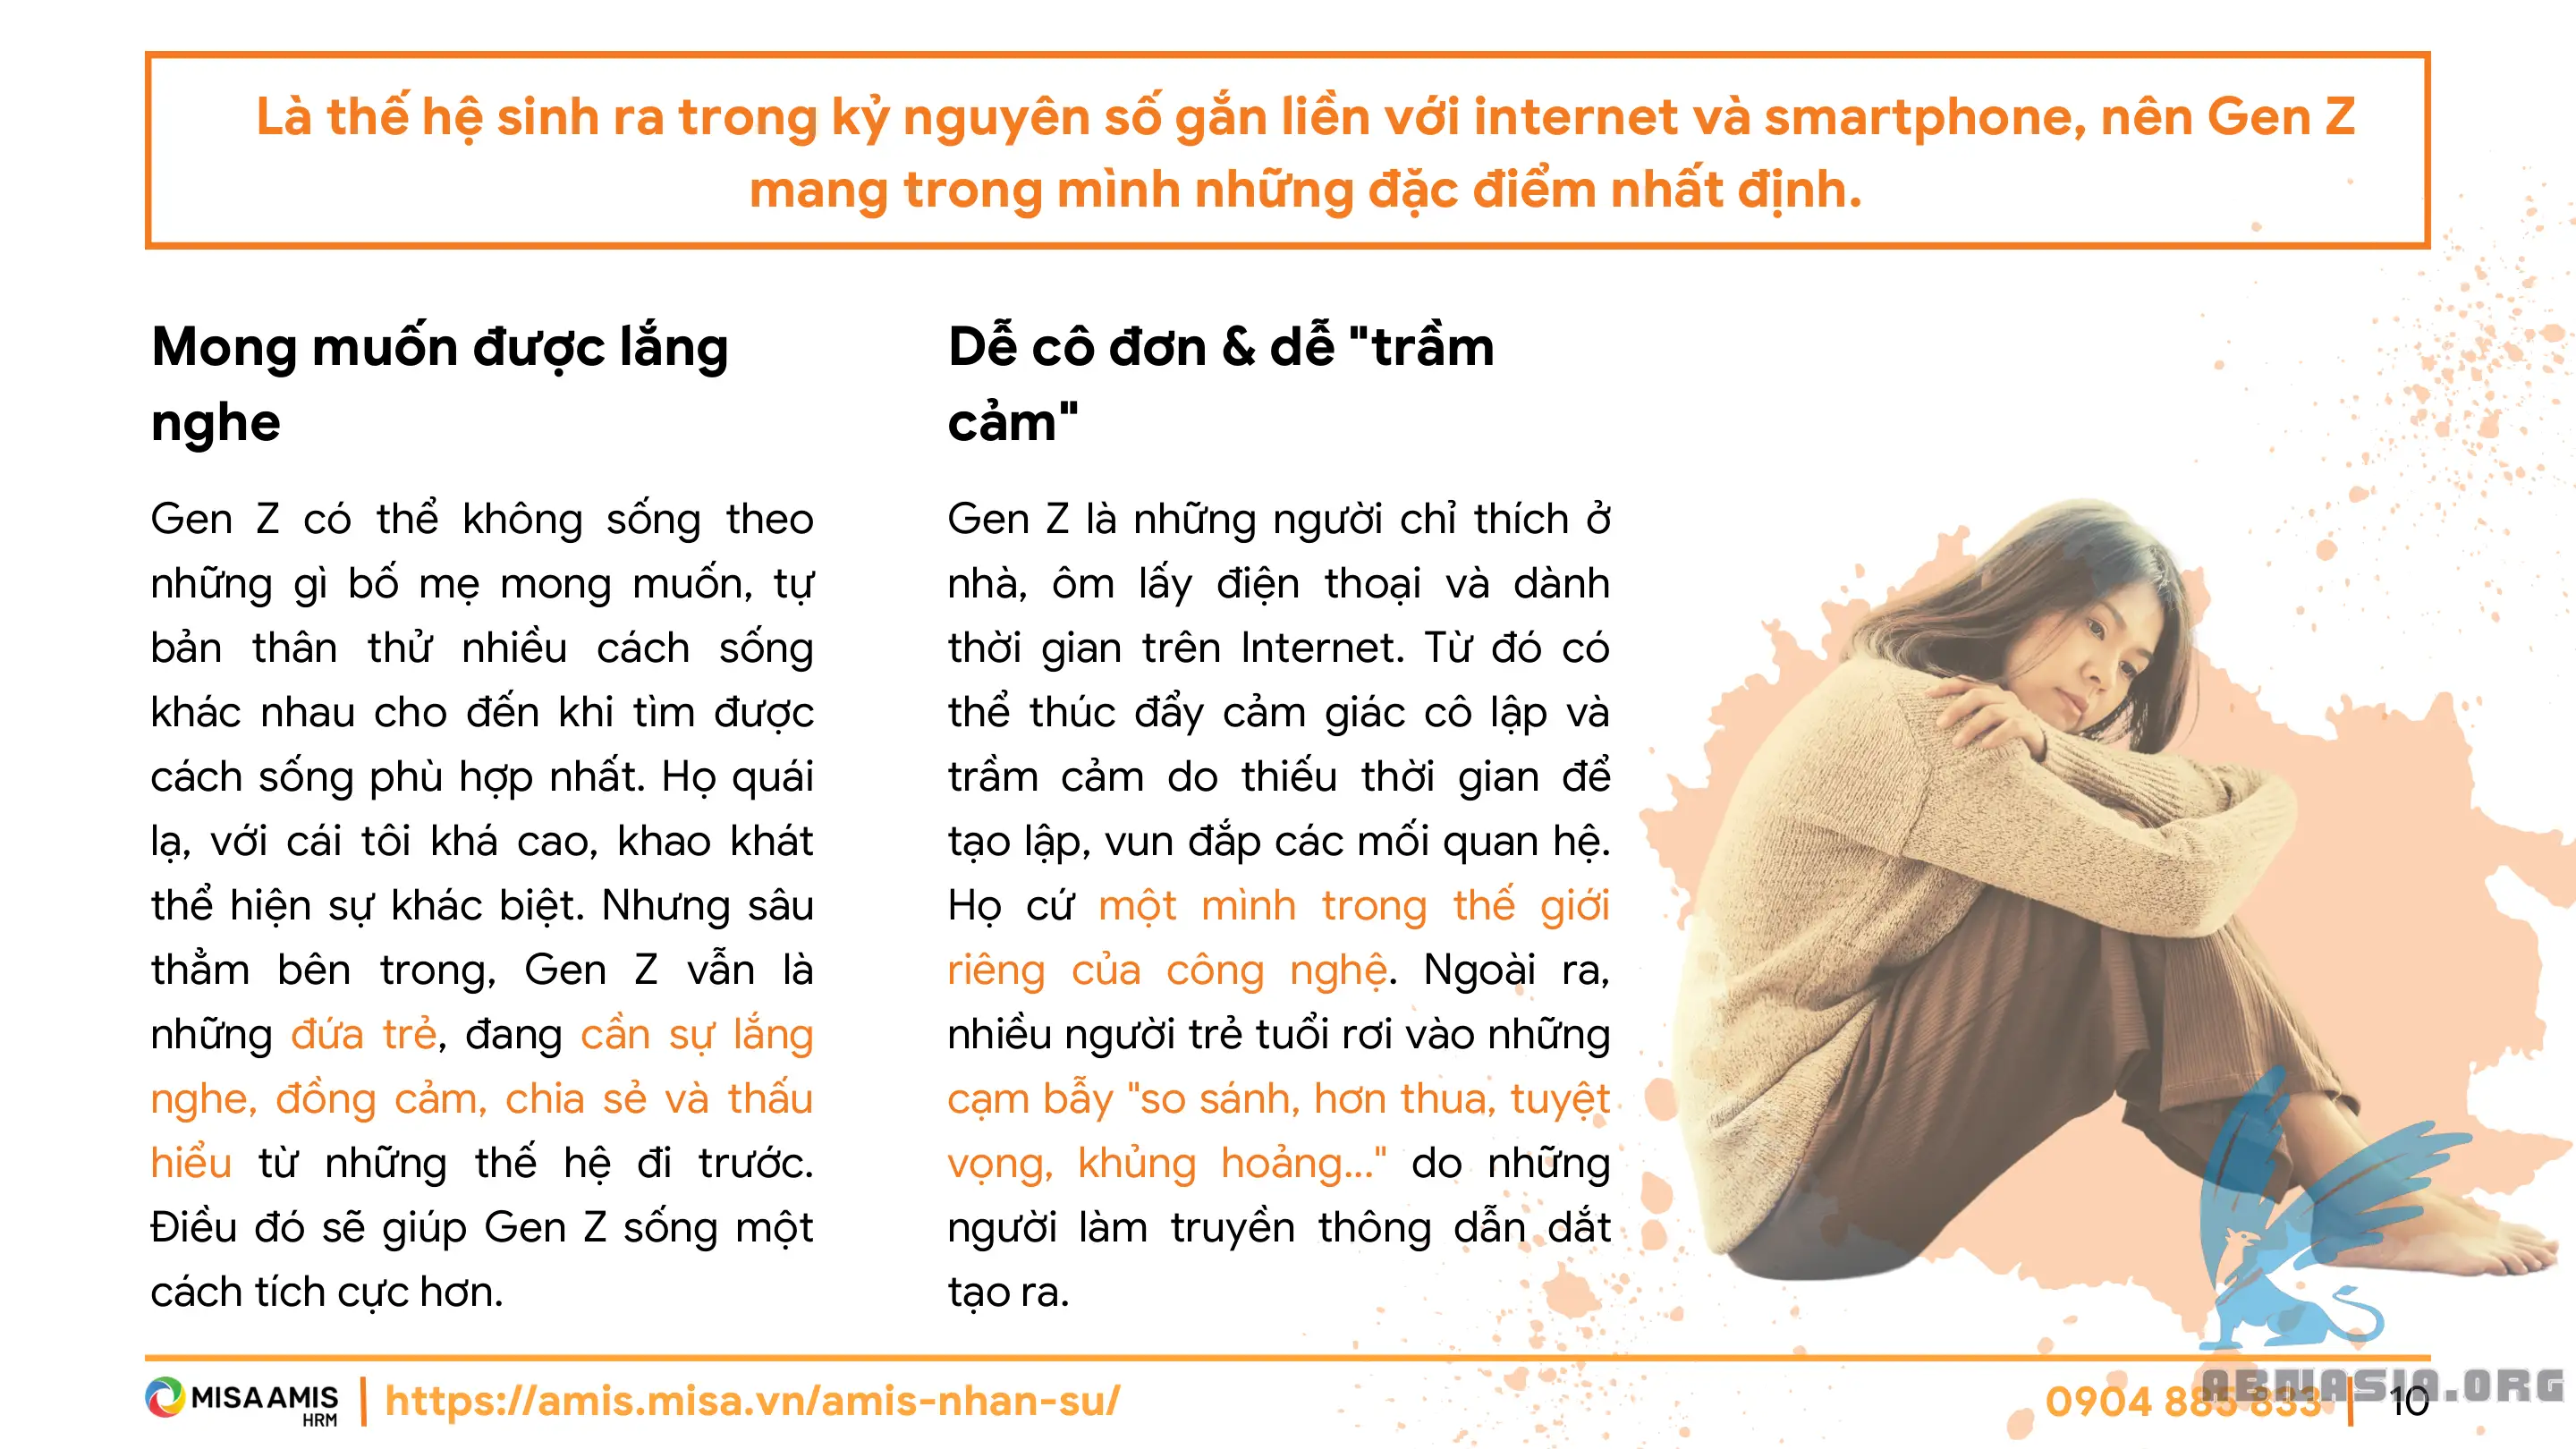 Là thế hệ sinh ra trong kỷ nguyên số gắn liền với internet và smartphone, nên Gen Z
mang trong mình những đặc điểm nhất định.
Mong muốn được lắng
nghe
Gen Z có thể không sống theo
những gì bố mẹ mong muốn, tự
bản thân thử nhiều cách sống
khác nhau cho đến khi tìm được
cách sống phù hợp nhất. Họ quái
lạ, với cái tôi khá cao, khao khát
thể hiện sự khác biệt. Nhưng sâu
thẳm bên trong, Gen Z vẫn là
những đứa trẻ, đang cần sự lắng
nghe, đồng cảm, chia sẻ và thấu
hiểu từ những thế hệ đi trước.
Điều đó sẽ giúp Gen Z sống một
cách tích cực hơn.
Dễ cô đơn & dễ "trầm
cảm"
Gen Z là những người chỉ thích ở
nhà, ôm lấy điện thoại và dành
thời gian trên Internet. Từ đó có
thể thúc đẩy cảm giác cô lập và
trầm cảm do thiếu thời gian để
tạo lập, vun đắp các mối quan hệ.
Họ cứ một mình trong thế giới
riêng của công nghệ. Ngoài ra,
nhiều người trẻ tuổi rơi vào những
cạm bẫy "so sánh, hơn thua, tuyệt
vọng, khủng hoảng..." do những
người làm truyền thông dẫn dắt
tạo ra.
MISA AMIS
HRM
https://amis.misa.vn/amis-nhan-su/
0904 885 833
10
ABMASIA.ORG